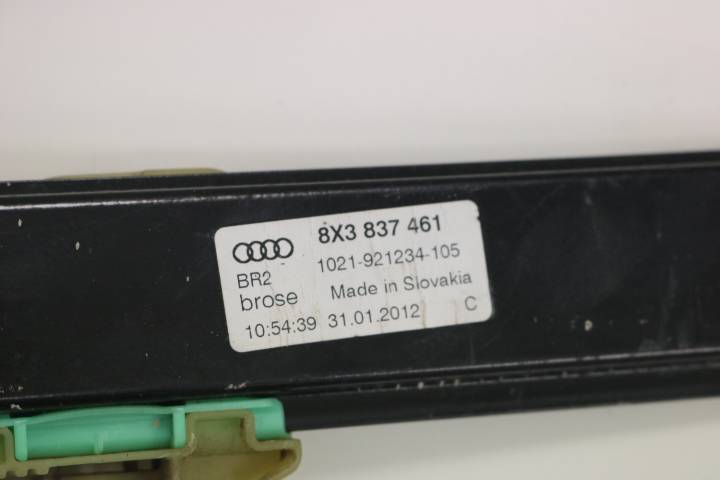 8X3 837 461
1021-921234-105
BR2
brose Made in Slovakia
10:54:39 31.01.2012 C